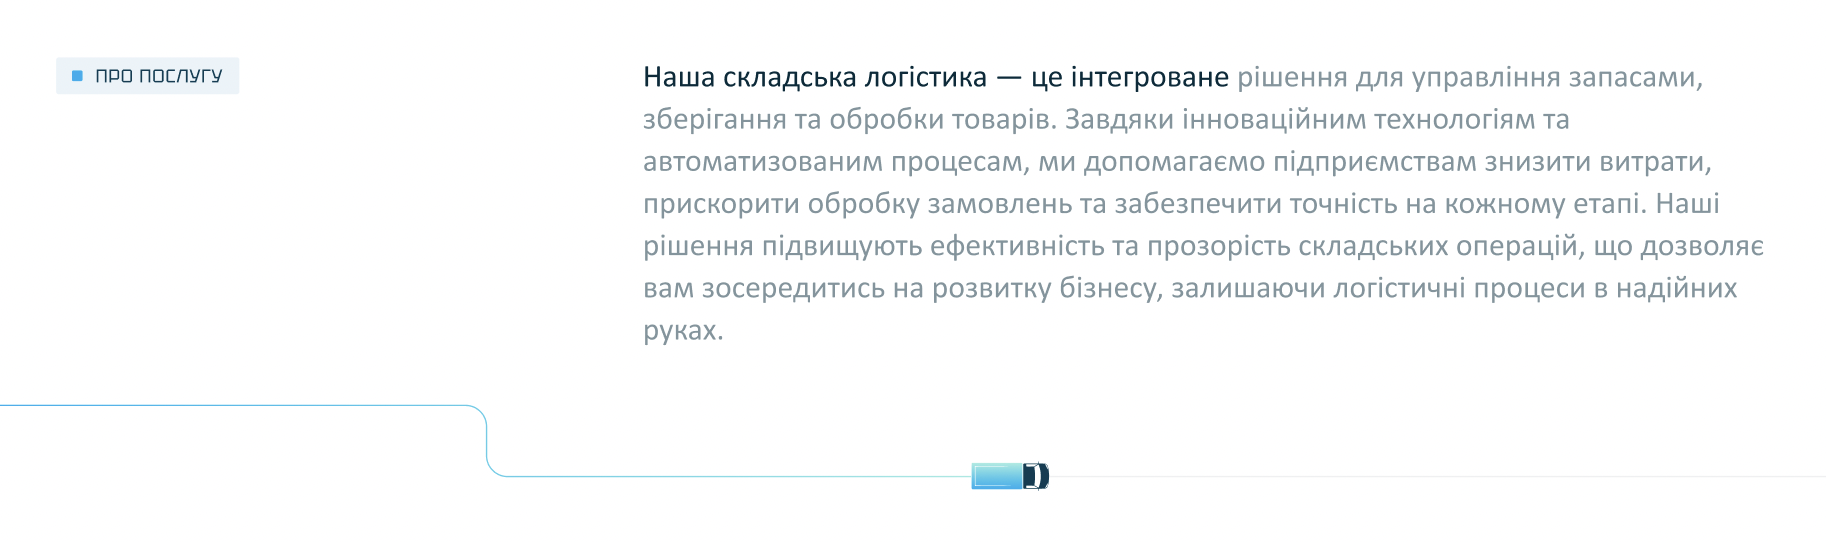 ПРО ПОСЛУГУ
Наша складська логістика — це інтегроване рішення для управління запасами,
зберігання та обробки товарів. Завдяки інноваційним технологіям та
автоматизованим процесам, ми допомагаємо підприємствам знизити витрати,
прискорити обробку замовлень та забезпечити точність на кожному етапі. Наші
рішення підвищують ефективність та прозорість складських операцій, що дозволяє
вам зосередитись на розвитку бізнесу, залишаючи логістичні процеси в надійних
руках.